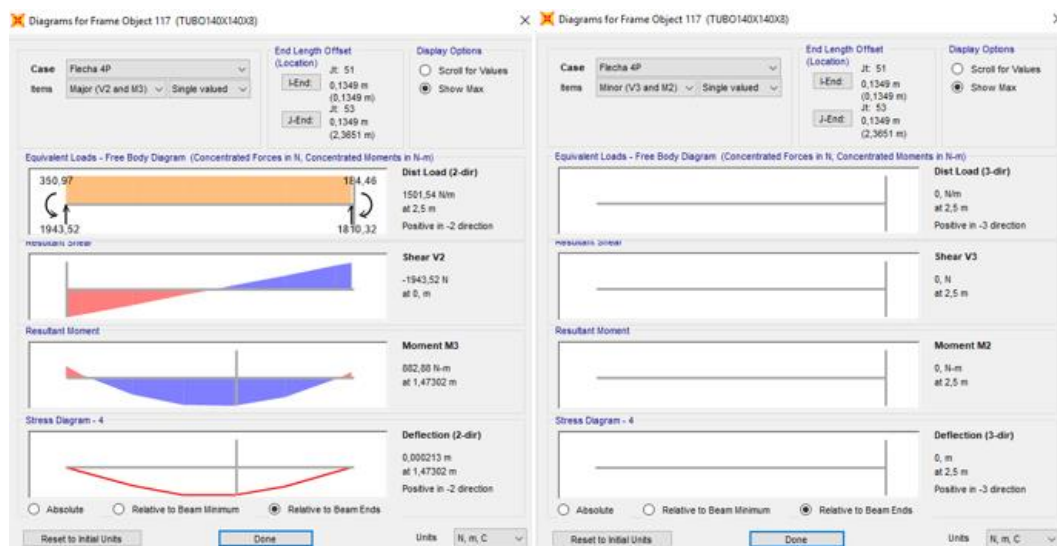 Diagrams for Frame Object 117 (TUBO140X140X8)
End Length Offset
(Location)
Display Options
Case Flecha 4P
Items Major (V2 and M3) Single valued
I-End:
Jt: 51
0,1349 m
(0,1349 m)
J-End:
Jt: 53
0,1349 m
(2,3651 m)
Scroll for Values
Show Max
Equivalent Loads - Free Body Diagram (Concentrated Forces in N, Concentrated Moments in N-m)
350,97
184,46
1943,52
1810,32
Dist Load (2-dir)
1501,54 N/m
at 2,5 m
Positive in -2 direction
Resultant Shear
Shear V2
-1943,52 N
at 0, m
Resultant Moment
Moment M3
882,88 N-m
at 1,47302 m
Stress Diagram - 4
Deflection (2-dir)
0,000213 m
at 1,47302 m
Positive in -2 direction
Absolute Relative to Beam Minimum Relative to Beam Ends
Reset to Initial Units Done Units N, m, C
Diagrams for Frame Object 117 (TUBO140X140X8)
End Length Offset
(Location)
Display Options
Case Flecha 4P
Items Minor (V3 and M2) Single valued
I-End:
Jt: 51
0,1349 m
(0,1349 m)
J-End:
Jt: 53
0,1349 m
(2,3651 m)
Scroll for Values
Show Max
Equivalent Loads - Free Body Diagram (Concentrated Forces in N, Concentrated Moments in N-m)
Dist Load (3-dir)
0, N/m
at 2,5 m
Positive in -3 direction
Resultant Shear
Shear V3
0, N
at 2,5 m
Resultant Moment
Moment M2
0, N-m
at 2,5 m
Stress Diagram - 4
Deflection (3-dir)
0, m
at 2,5 m
Positive in -3 direction
Absolute Relative to Beam Minimum Relative to Beam Ends
Reset to Initial Units Done Units N, m, C